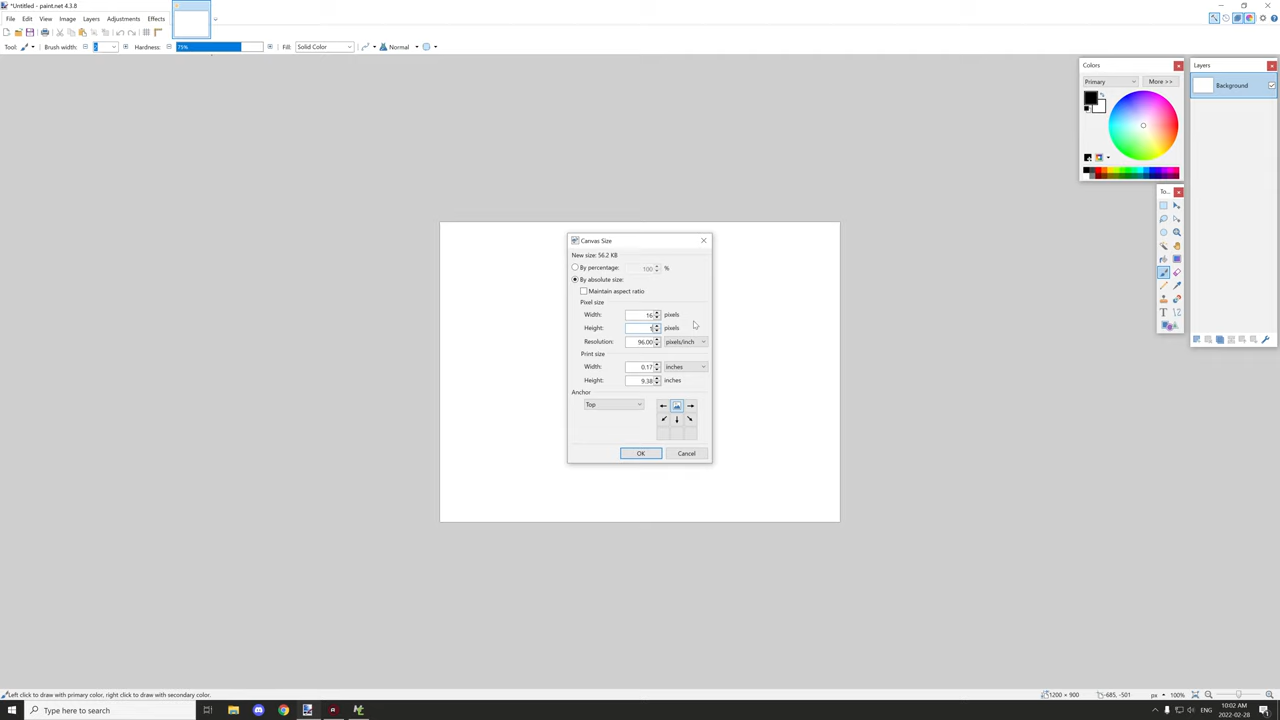 *Untitled - paint.net 4.3.8
File Edit View Image Layers Adjustments Effects
Tool: Brush width: 2 Hardness: 75% Fill: Solid Color Normal
Colors
Primary More >>
Layers
Background
To...
Canvas Size
New size: 56.2 KB
By percentage: 100 %
By absolute size:
Maintain aspect ratio
Pixel size
Width: 16 pixels
Height: 1 pixels
Resolution: 96.00 pixels/inch
Print size
Width: 0.17 inches
Height: 9.38 inches
Anchor
Top
OK Cancel
Left click to draw with primary color, right click to draw with secondary color.
1200 × 900 -685, -501 px 100%
Type here to search
ENG
10:02 AM
2022-02-28